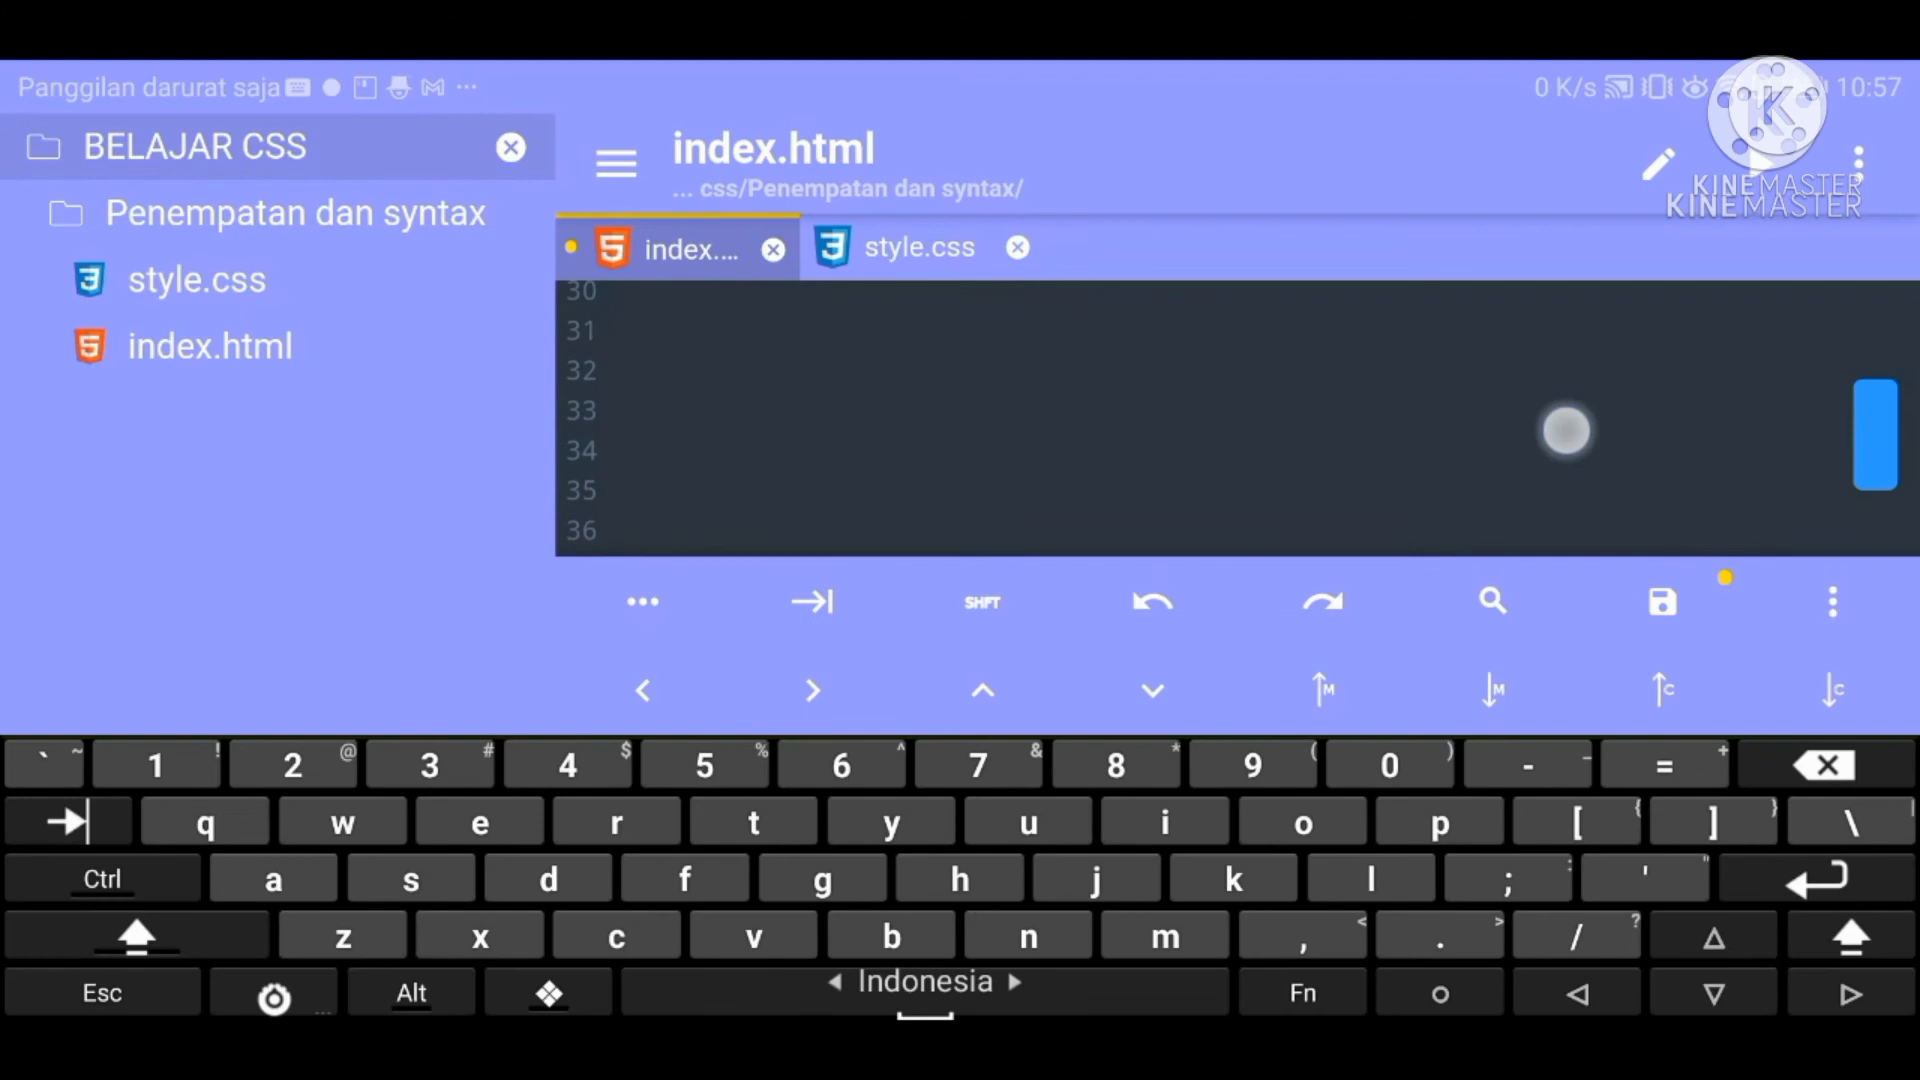 Panggilan darurat saja ...
0 K/s 10:57
BELAJAR CSS
Penempatan dan syntax
style.css
index.html
index.html
... css/Penempatan dan syntax/
KINEMASTER
KINEMASTER
index.... style.css
30
31
32
33
34
35
36
SHFT
M M C C
` ~ 1 ! 2 @ 3 # 4 $ 5 % 6 ^ 7 & 8 * 9 ( 0 ) - _ = +
q w e r t y u i o p [ { ] } \ |
Ctrl a s d f g h j k l ; : ' "
z x c v b n m , < . > / ?
Esc ... Alt Indonesia Fn